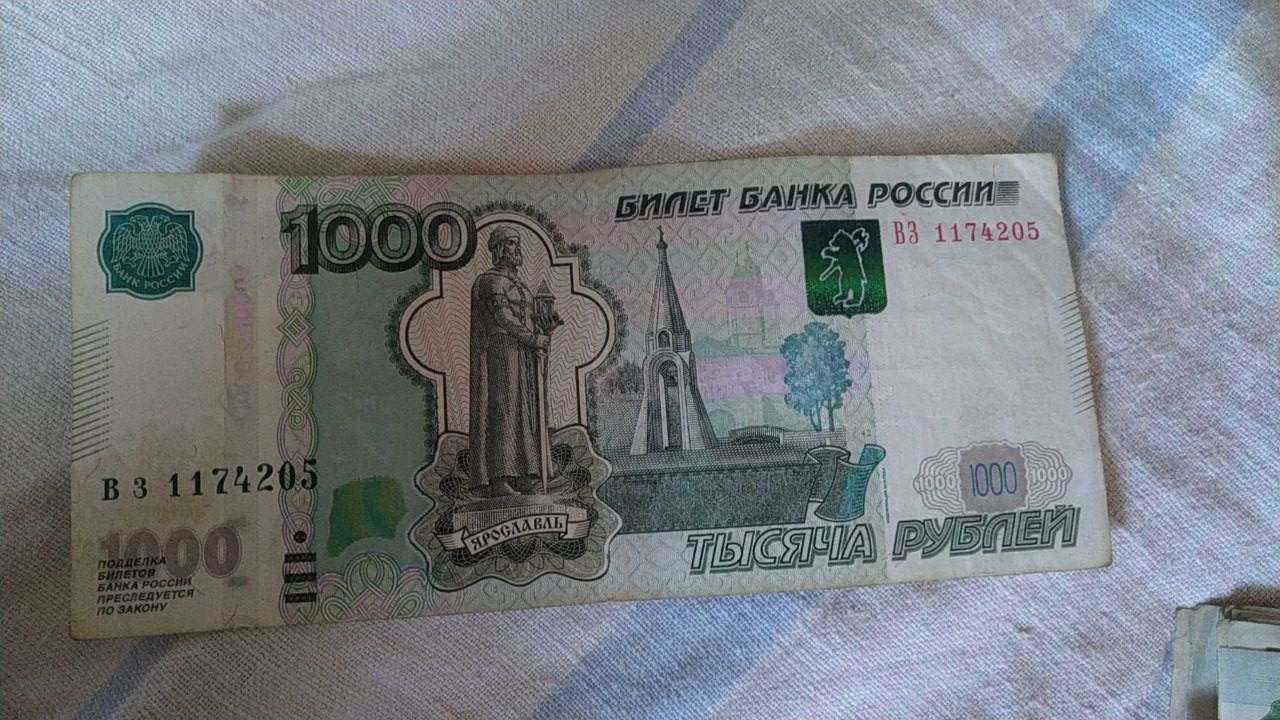 БИЛЕТ БАНКА РОССИИ
1000
ВЗ 1174205
БАНК РОССИИ
ВЗ 1174205
1000 1000 1000
ЯРОСЛАВЛЬ
ТЫСЯЧА РУБЛЕЙ
1000
ПОДДЕЛКА
БИЛЕТОВ
БАНКА РОССИИ
ПРЕСЛЕДУЕТСЯ
ПО ЗАКОНУ